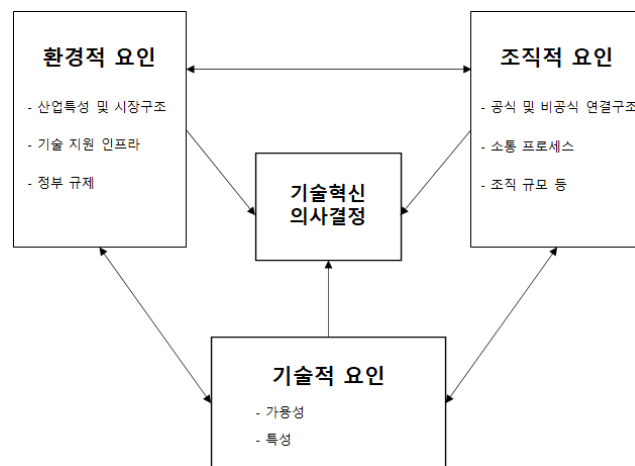 환경적 요인
- 산업특성 및 시장구조
- 기술 지원 인프라
- 정부 규제
조직적 요인
- 공식 및 비공식 연결구조
- 소통 프로세스
- 조직 규모 등
기술혁신
의사결정
기술적 요인
- 가용성
- 특성